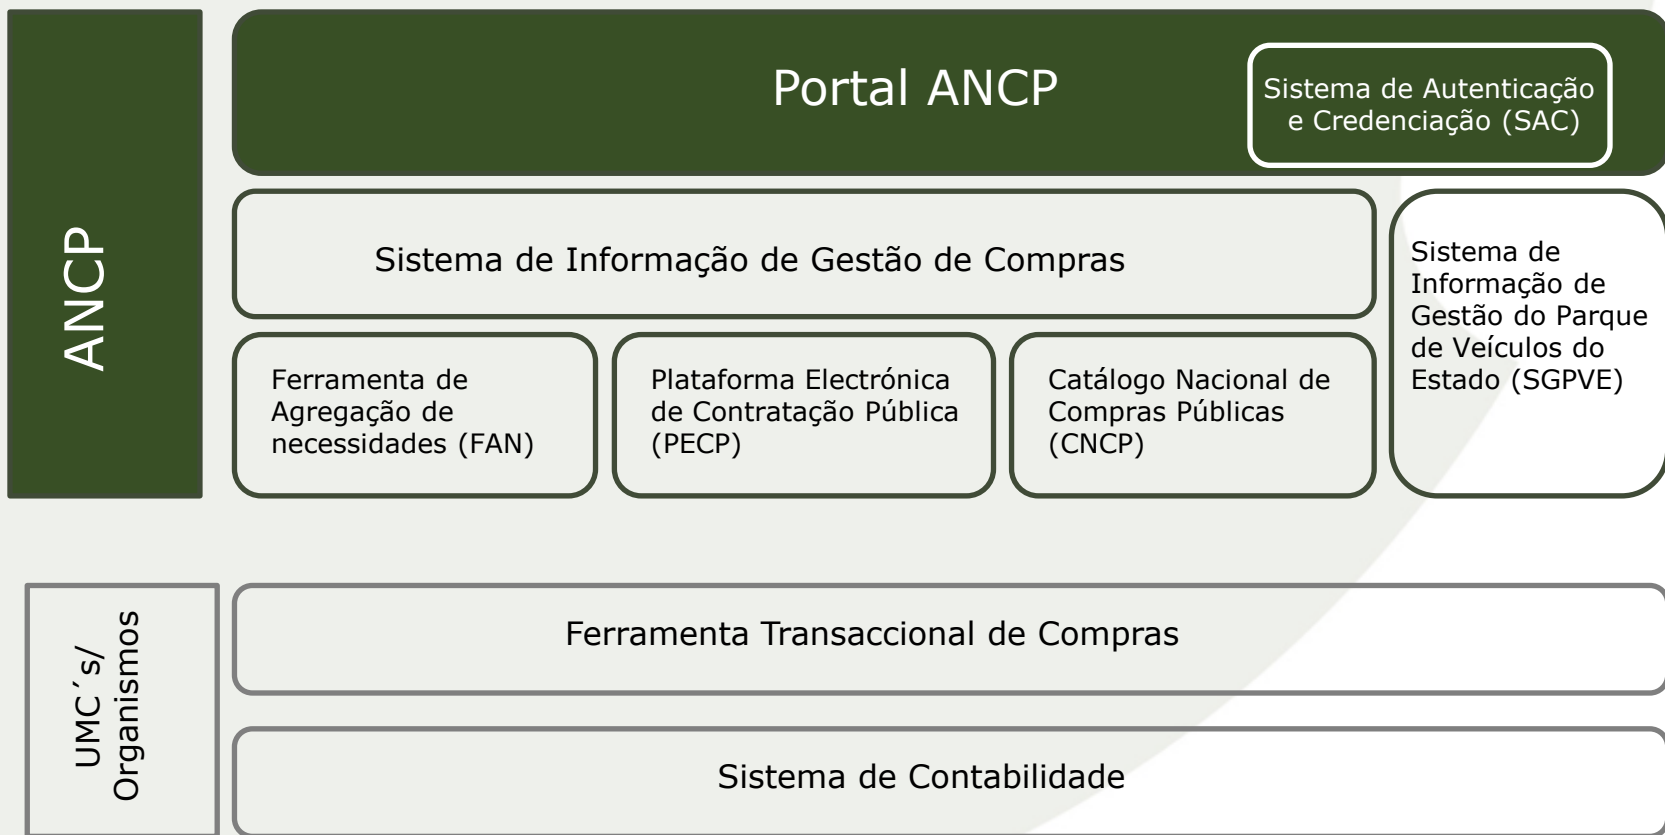 ANCP
Portal ANCP
Sistema de Autenticação
e Credenciação (SAC)
Sistema de Informação de Gestão de Compras
Sistema de
Informação de
Gestão do Parque
de Veículos do
Estado (SGPVE)
Ferramenta de
Agregação de
necessidades (FAN)
Plataforma Electrónica
de Contratação Pública
(PECP)
Catálogo Nacional de
Compras Públicas
(CNCP)
UMC´s/
Organismos
Ferramenta Transaccional de Compras
Sistema de Contabilidade